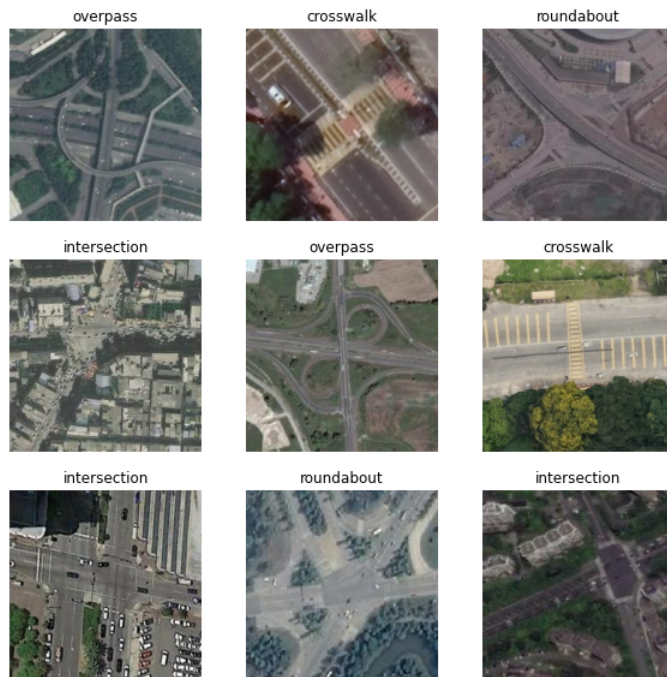 overpass
crosswalk
roundabout
intersection
overpass
crosswalk
intersection
roundabout
intersection